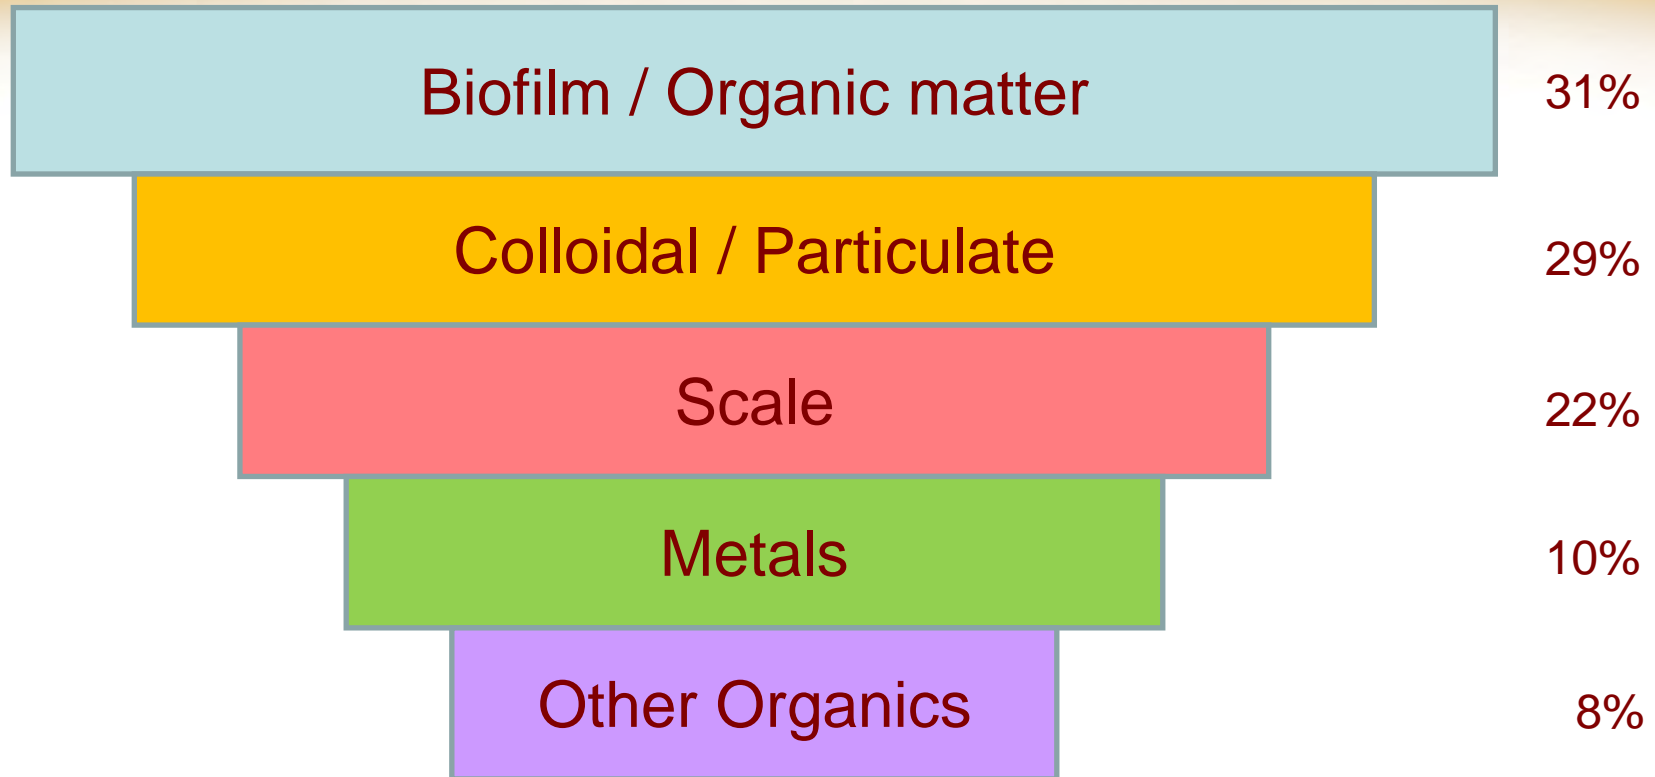 Biofilm / Organic matter 31%
Colloidal / Particulate 29%
Scale 22%
Metals 10%
Other Organics 8%